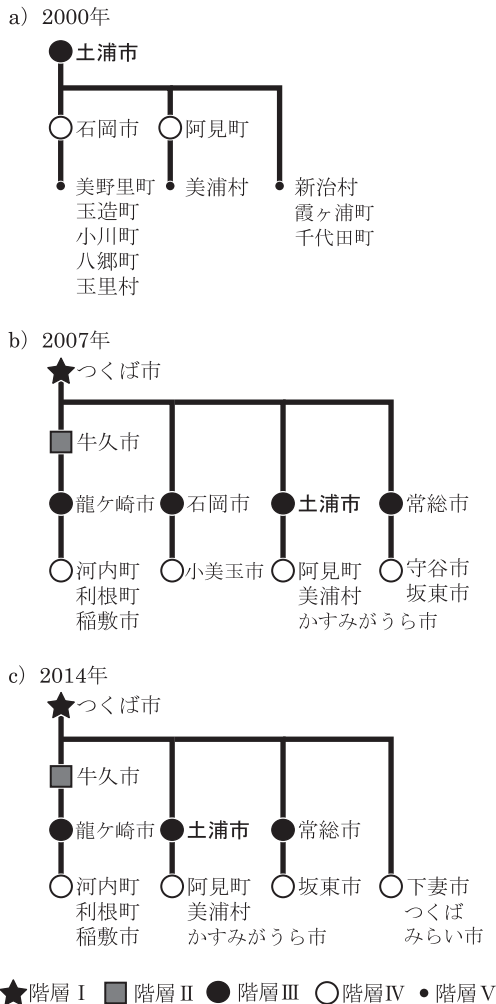 a）2000年
土浦市
石岡市 阿見町
美野里町 美浦村 新治村
玉造町 霞ヶ浦町
小川町 千代田町
八郷町
玉里村
b）2007年
つくば市
牛久市
龍ケ崎市 石岡市 土浦市 常総市
河内町 小美玉市 阿見町 守谷市
利根町 美浦村 坂東市
稲敷市 かすみがうら市
c）2014年
つくば市
牛久市
龍ケ崎市 土浦市 常総市
河内町 阿見町 坂東市 下妻市
利根町 美浦村 つくば
稲敷市 かすみがうら市 みらい市
階層Ⅰ 階層Ⅱ 階層Ⅲ 階層Ⅳ 階層Ⅴ